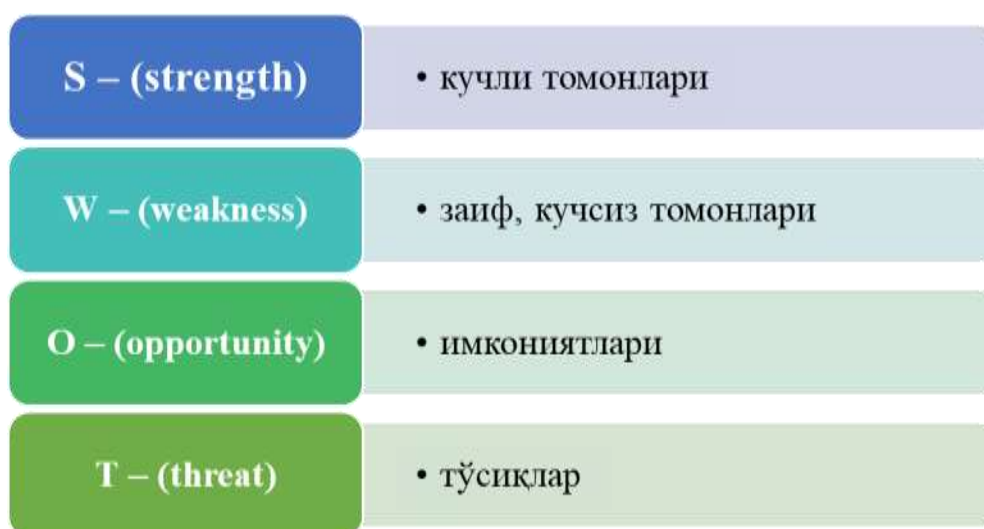 S – (strength)
• кучли томонлари
W – (weakness)
• заиф, кучсиз томонлари
O – (opportunity)
• имкониятлари
T – (threat)
• тўсиқлар